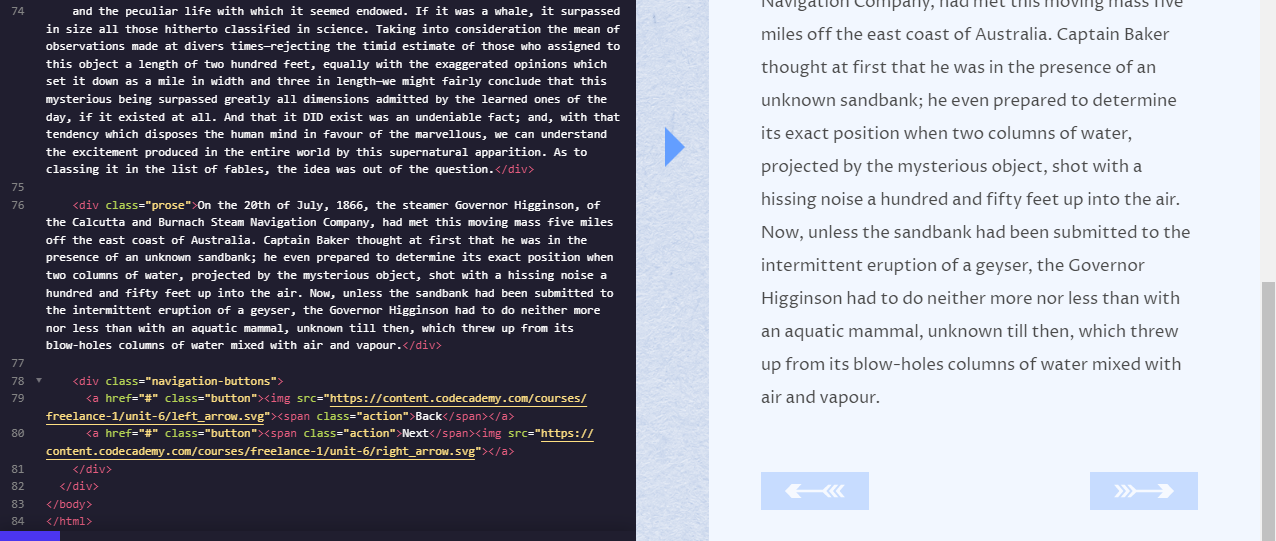 74 and the peculiar life with which it seemed endowed. If it was a whale, it surpassed
in size all those hitherto classified in science. Taking into consideration the mean of
observations made at divers times—rejecting the timid estimate of those who assigned to
this object a length of two hundred feet, equally with the exaggerated opinions which
set it down as a mile in width and three in length—we might fairly conclude that this
mysterious being surpassed greatly all dimensions admitted by the learned ones of the
day, if it existed at all. And that it DID exist was an undeniable fact; and, with that
tendency which disposes the human mind in favour of the marvellous, we can understand
the excitement produced in the entire world by this supernatural apparition. As to
classing it in the list of fables, the idea was out of the question.</div>
75
76 <div class="prose">On the 20th of July, 1866, the steamer Governor Higginson, of
the Calcutta and Burnach Steam Navigation Company, had met this moving mass five miles
off the east coast of Australia. Captain Baker thought at first that he was in the
presence of an unknown sandbank; he even prepared to determine its exact position when
two columns of water, projected by the mysterious object, shot with a hissing noise a
hundred and fifty feet up into the air. Now, unless the sandbank had been submitted to
the intermittent eruption of a geyser, the Governor Higginson had to do neither more
nor less than with an aquatic mammal, unknown till then, which threw up from its
blow-holes columns of water mixed with air and vapour.</div>
77
78 <div class="navigation-buttons">
79 <a href="#" class="button"><img src="https://content.codecademy.com/courses/
freelance-1/unit-6/left_arrow.svg"><span class="action">Back</span></a>
80 <a href="#" class="button"><span class="action">Next</span><img src="https://
content.codecademy.com/courses/freelance-1/unit-6/right_arrow.svg"></a>
81 </div>
82 </div>
83 </body>
84 </html>
Navigation Company, had met this moving mass five
miles off the east coast of Australia. Captain Baker
thought at first that he was in the presence of an
unknown sandbank; he even prepared to determine
its exact position when two columns of water,
projected by the mysterious object, shot with a
hissing noise a hundred and fifty feet up into the air.
Now, unless the sandbank had been submitted to the
intermittent eruption of a geyser, the Governor
Higginson had to do neither more nor less than with
an aquatic mammal, unknown till then, which threw
up from its blow-holes columns of water mixed with
air and vapour.